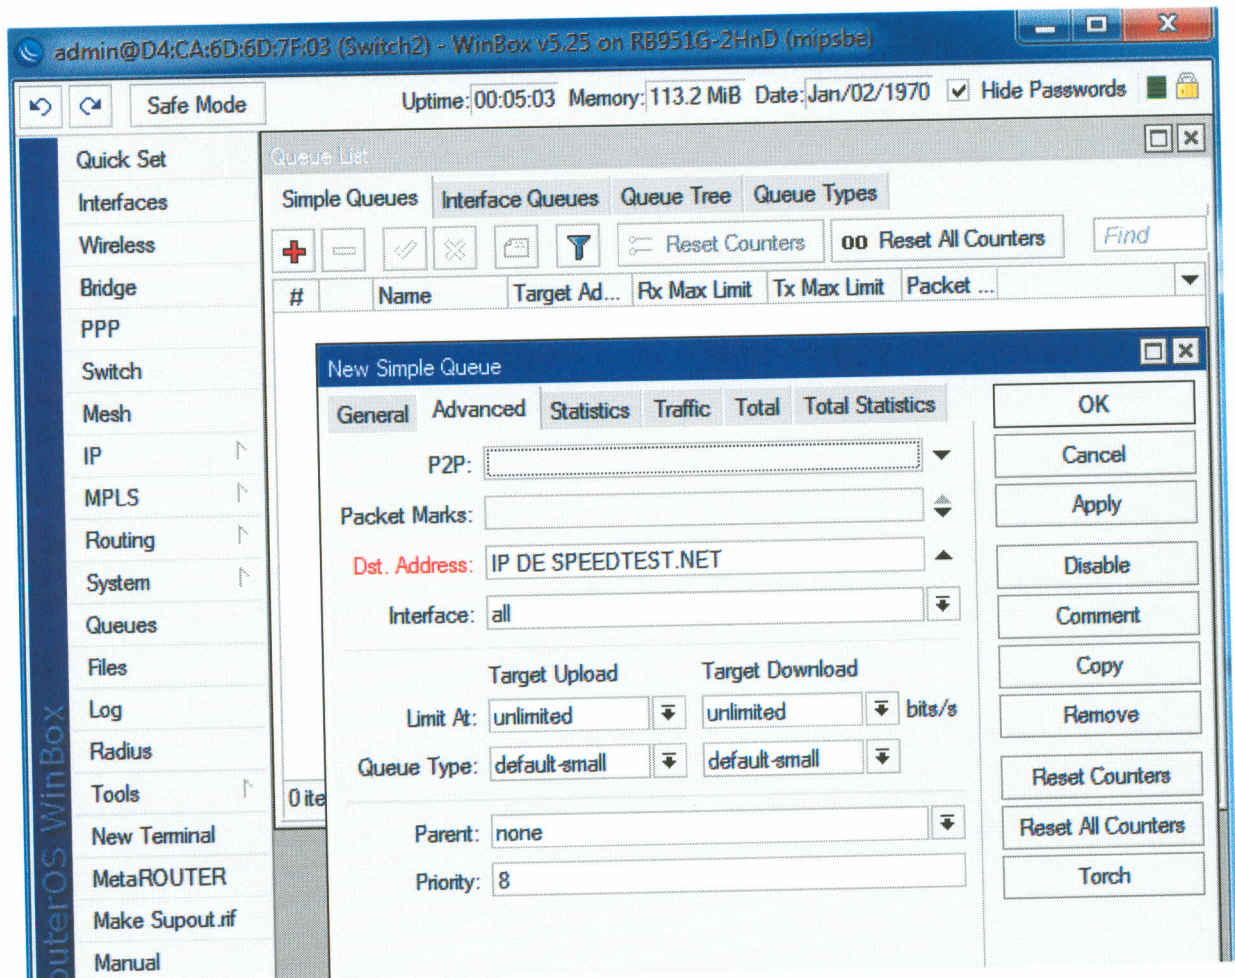 admin@D4:CA:6D:6D:7F:03 (Switch2) - WinBox v5.25 on RB951G-2HnD (mipsbe)
Safe Mode
Uptime: 00:05:03 Memory: 113.2 MiB Date: Jan/02/1970 Hide Passwords
Quick Set
Interfaces
Wireless
Bridge
PPP
Switch
Mesh
IP
MPLS
Routing
System
Queues
Files
Log
Radius
Tools
New Terminal
MetaROUTER
Make Supout.rif
Manual
outerOS WinBox
Queue List
Simple Queues Interface Queues Queue Tree Queue Types
Reset Counters 00 Reset All Counters Find
# Name Target Ad... Rx Max Limit Tx Max Limit Packet ...
0 ite
New Simple Queue
General Advanced Statistics Traffic Total Total Statistics
P2P:
Packet Marks:
Dst. Address: IP DE SPEEDTEST.NET
Interface: all
Target Upload Target Download
Limit At: unlimited unlimited bits/s
Queue Type: default-small default-small
Parent: none
Priority: 8
OK
Cancel
Apply
Disable
Comment
Copy
Remove
Reset Counters
Reset All Counters
Torch